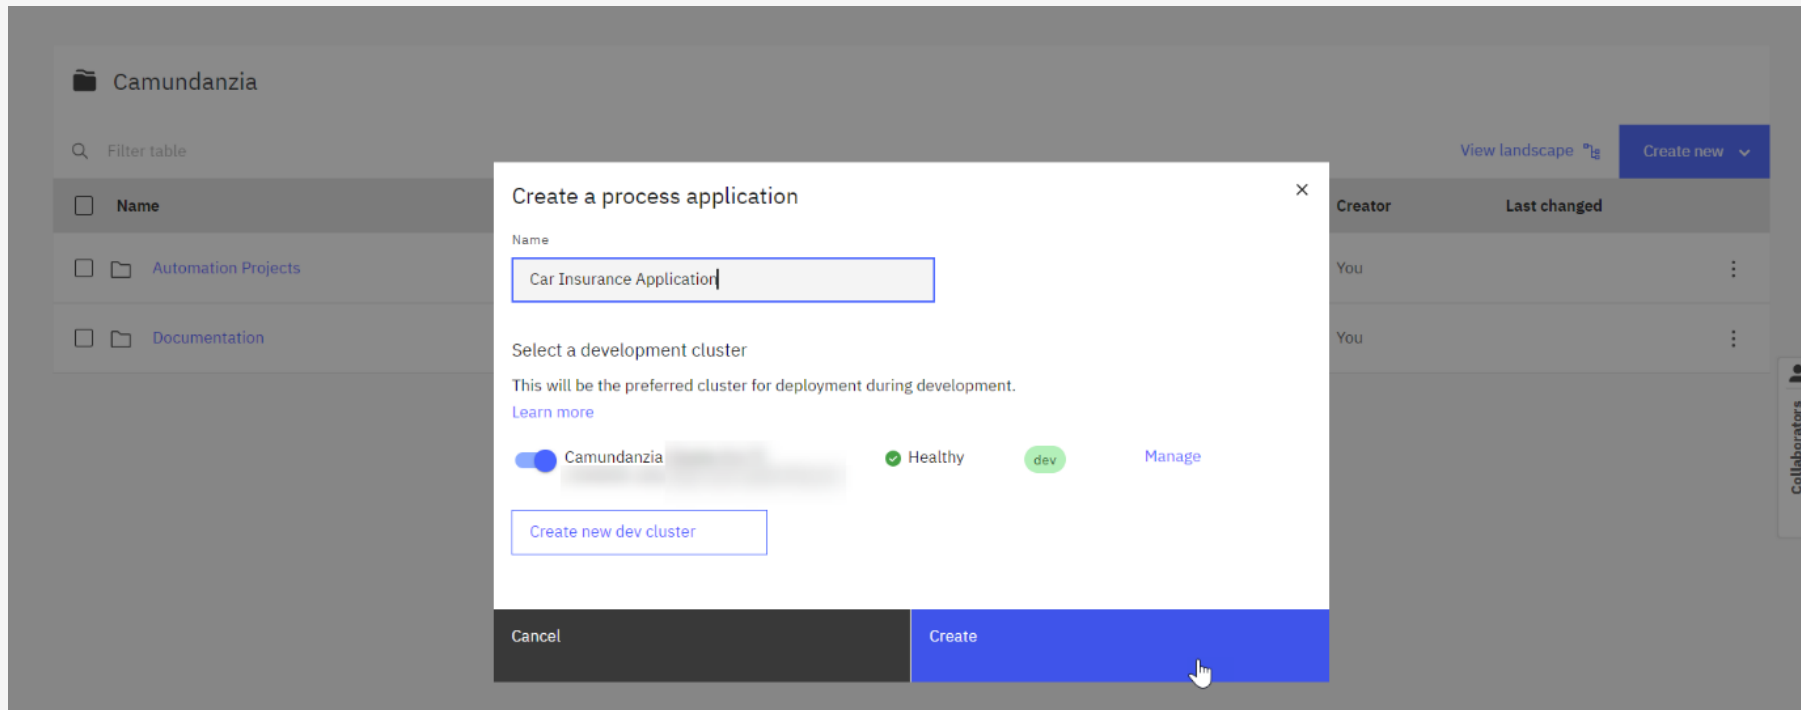 Camundanzia
Filter table
View landscape
Create new
Name
Creator
Last changed
Automation Projects
You
Documentation
You
Collaborators
Create a process application
Name
Car Insurance Application
Select a development cluster
This will be the preferred cluster for deployment during development.
Learn more
Camundanzia
Healthy
dev
Manage
Create new dev cluster
Cancel
Create